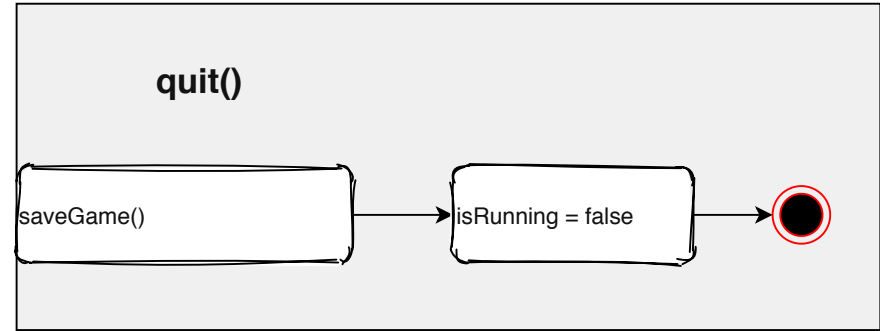 quit()
saveGame()
isRunning = false